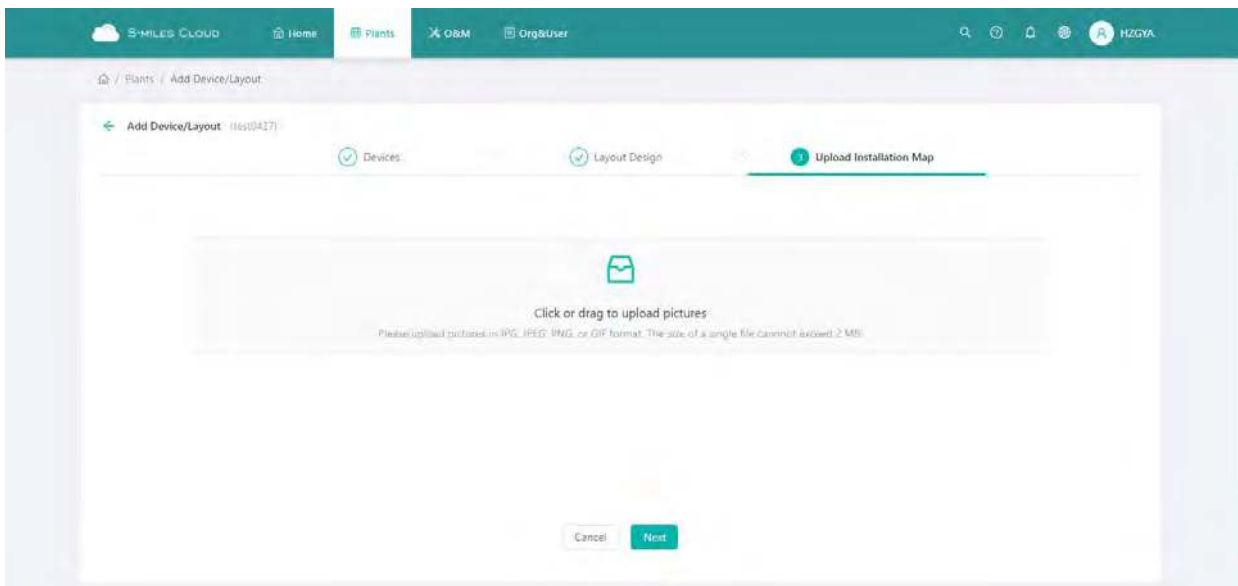 S-MILES CLOUD Home Plants O&M Org&User HZGYA
/ Plants / Add Device/Layout
Add Device/Layout (test0427)
Devices Layout Design 3 Upload Installation Map
Click or drag to upload pictures
Please upload pictures in JPG, JPEG, PNG, or GIF format. The size of a single file cannot exceed 2 MB.
Cancel Next